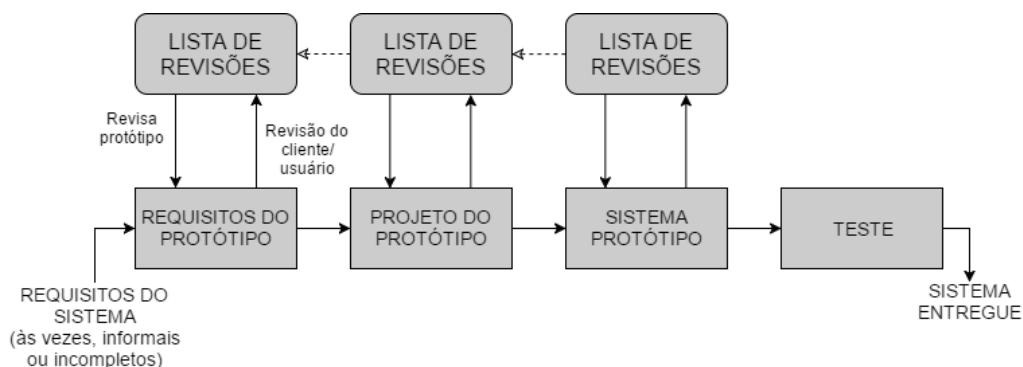 LISTA DE
REVISÕES
LISTA DE
REVISÕES
LISTA DE
REVISÕES
Revisa
protótipo
Revisão do
cliente/
usuário
REQUISITOS DO
PROTÓTIPO
PROJETO DO
PROTÓTIPO
SISTEMA
PROTÓTIPO
TESTE
REQUISITOS DO
SISTEMA
(às vezes, informais
ou incompletos)
SISTEMA
ENTREGUE